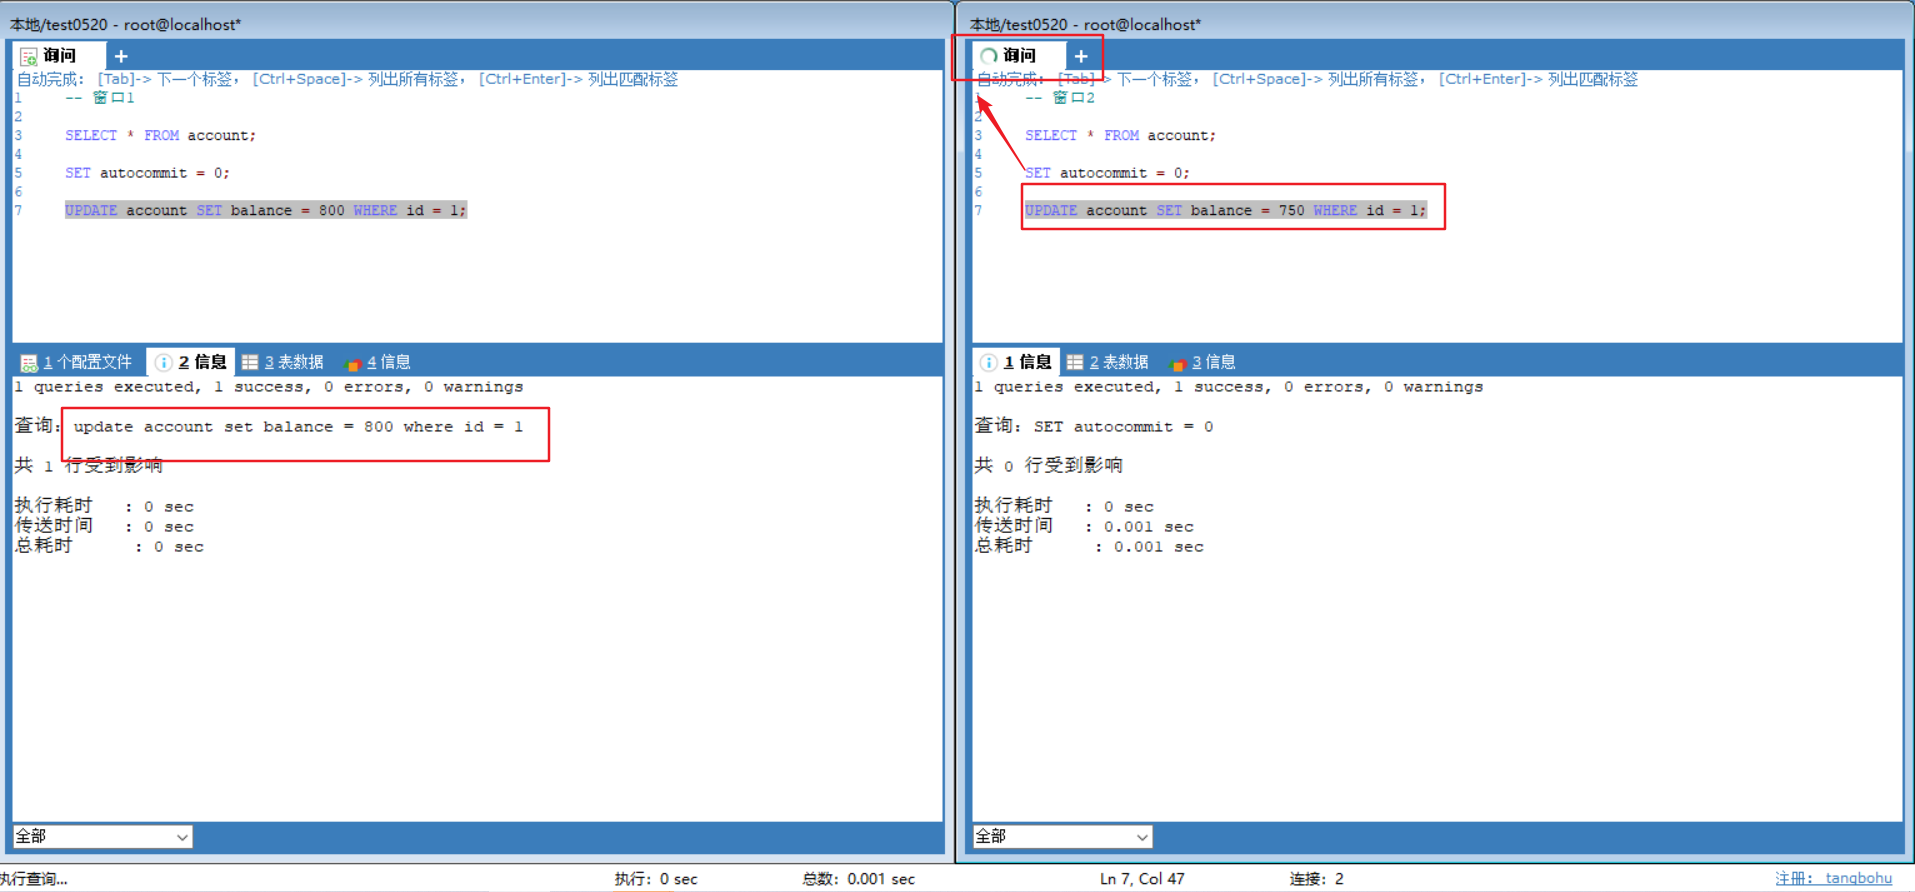 本地/test0520 - root@localhost*
询问 +
自动完成: [Tab]-> 下一个标签, [Ctrl+Space]-> 列出所有标签, [Ctrl+Enter]-> 列出匹配标签
1 -- 窗口1
2
3 SELECT * FROM account;
4
5 SET autocommit = 0;
6
7 UPDATE account SET balance = 800 WHERE id = 1;
1 个配置文件 2 信息 3 表数据 4 信息
1 queries executed, 1 success, 0 errors, 0 warnings
查询: update account set balance = 800 where id = 1
共 1 行受到影响
执行耗时 : 0 sec
传送时间 : 0 sec
总耗时 : 0 sec
全部
本地/test0520 - root@localhost*
询问 +
自动完成: [Tab]-> 下一个标签, [Ctrl+Space]-> 列出所有标签, [Ctrl+Enter]-> 列出匹配标签
1 -- 窗口2
2
3 SELECT * FROM account;
4
5 SET autocommit = 0;
6
7 UPDATE account SET balance = 750 WHERE id = 1;
1 信息 2 表数据 3 信息
1 queries executed, 1 success, 0 errors, 0 warnings
查询: SET autocommit = 0
共 0 行受到影响
执行耗时 : 0 sec
传送时间 : 0.001 sec
总耗时 : 0.001 sec
全部
执行查询... 执行: 0 sec 总数: 0.001 sec Ln 7, Col 47 连接: 2 注册: tangbohu